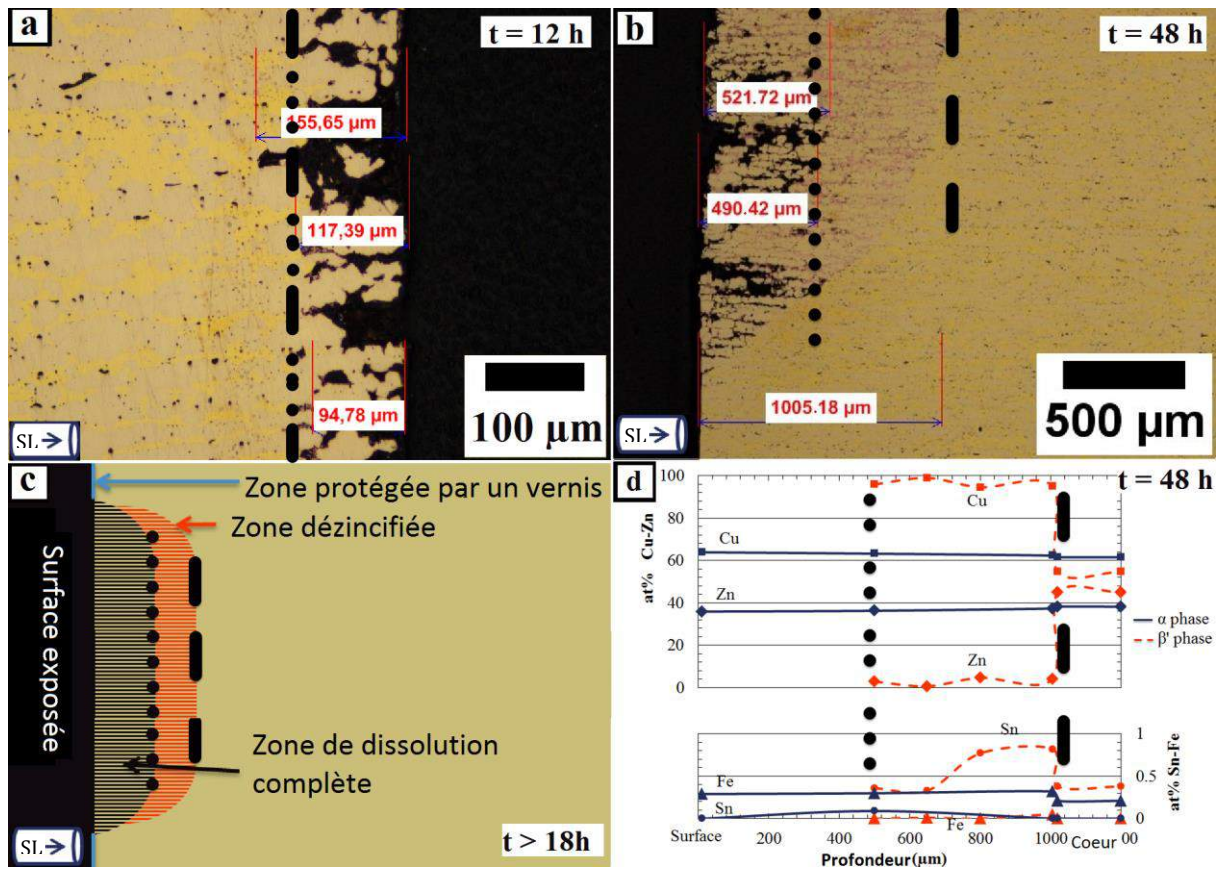 a
t = 12 h
155,65 µm
117,39 µm
94,78 µm
SL
100 µm
b
t = 48 h
521.72 µm
490.42 µm
1005.18 µm
SL
500 µm
c
Zone protégée par un vernis
Zone dézincifiée
Surface exposée
Zone de dissolution
complète
SL
t > 18h
d
t = 48 h
at% Cu-Zn
100
80
60
40
20
0
Cu
Cu
Zn
Zn
α phase
β' phase
Sn
Fe
Sn
Fe
1
0.5
0
at% Sn-Fe
Surface 200 400 600 800 1000 Coeur 00
Profondeur (µm)